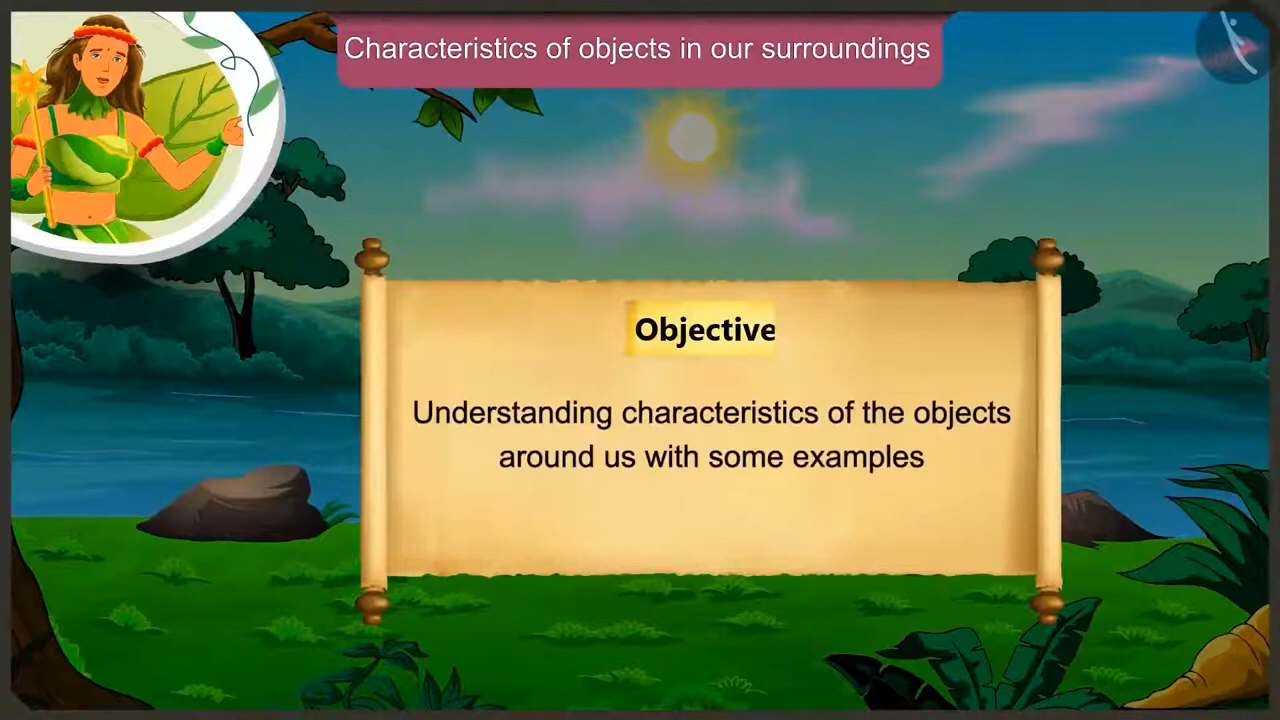 Characteristics of objects in our surroundings
Objective
Understanding characteristics of the objects
around us with some examples